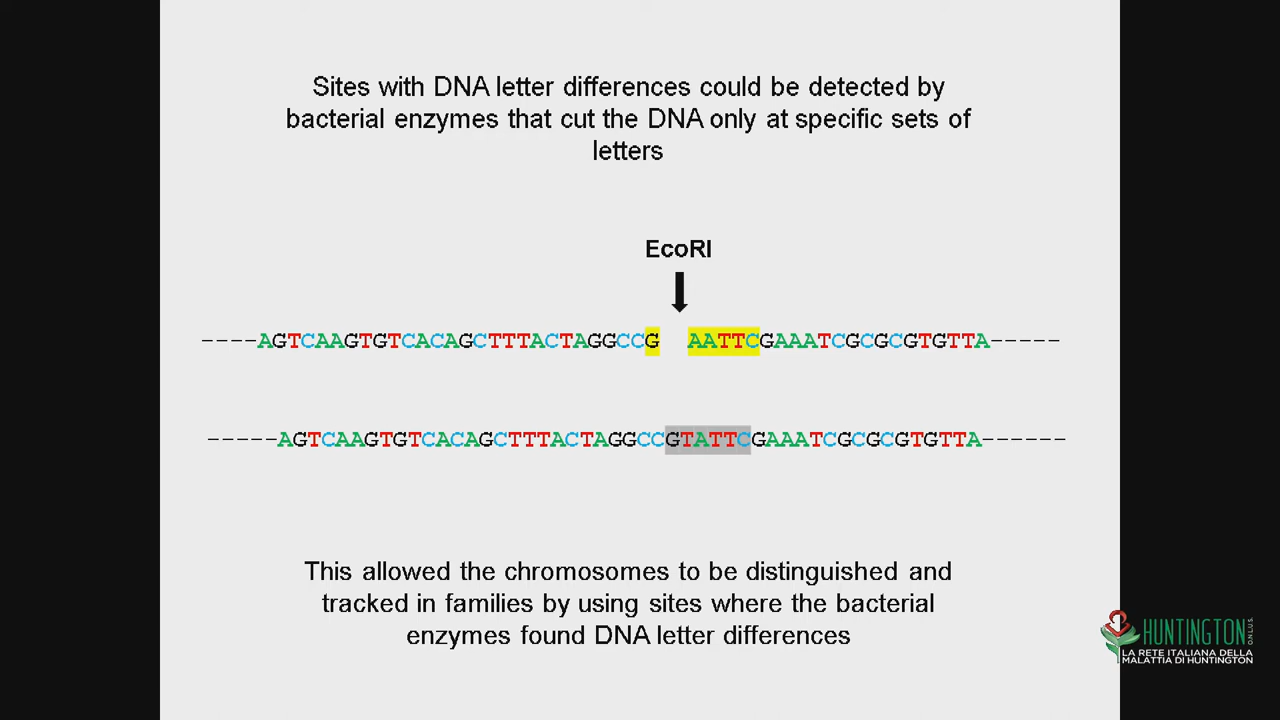 Sites with DNA letter differences could be detected by
bacterial enzymes that cut the DNA only at specific sets of
letters
EcoRI
----AGTCAAGTGTCACAGCTTTACTAGGCCG AATTCGAAATCGCGCGTGTTA-----
-----AGTCAAGTGTCACAGCTTTACTAGGCCGTATTCGAAATCGCGCGTGTTA------
This allowed the chromosomes to be distinguished and
tracked in families by using sites where the bacterial
enzymes found DNA letter differences
HUNTINGTON O.N.L.U.S.
LA RETE ITALIANA DELLA
MALATTIA DI HUNTINGTON